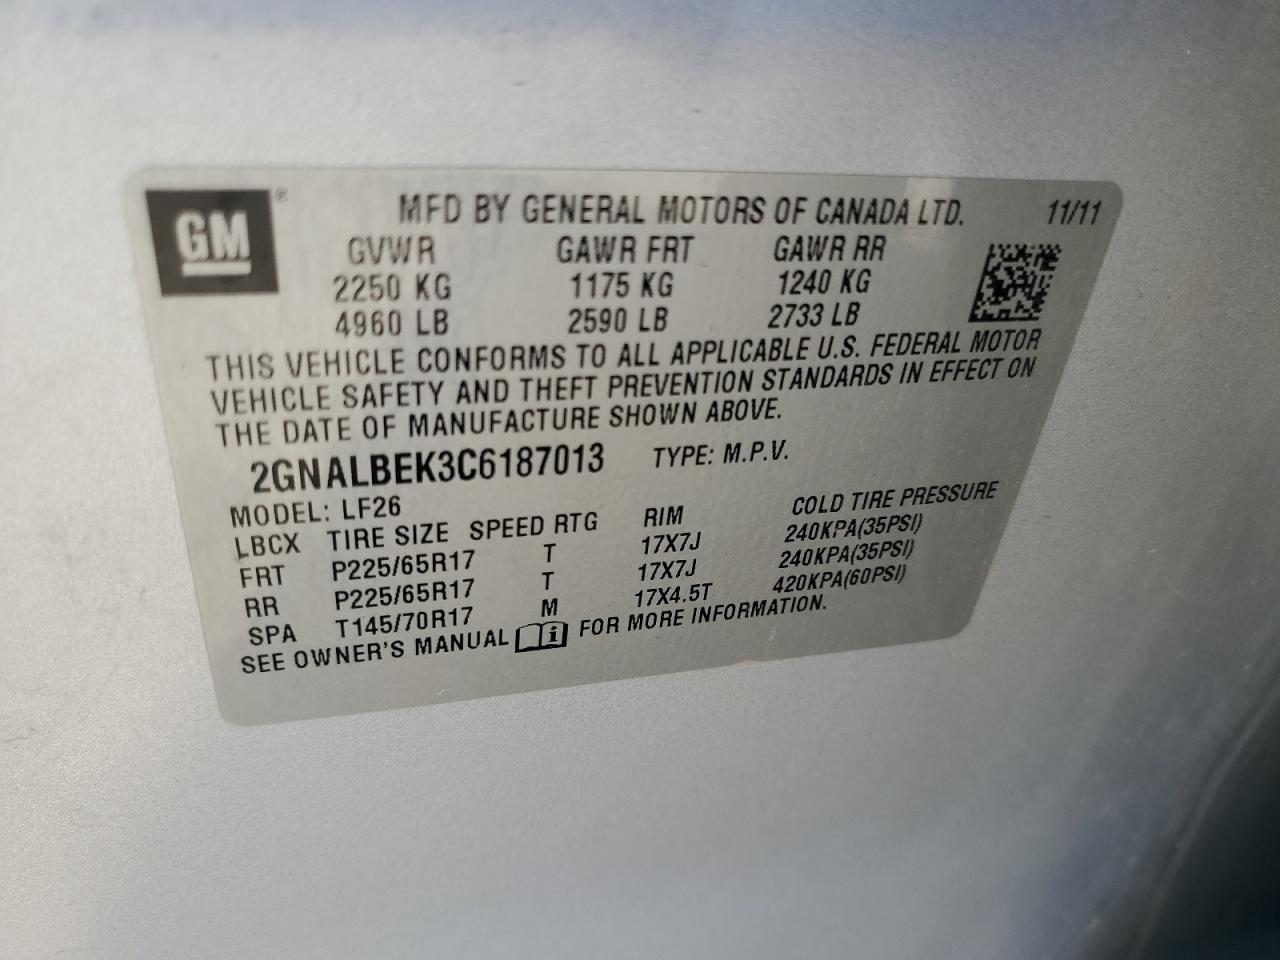 GM®
MFD BY GENERAL MOTORS OF CANADA LTD. 11/11
GVWR GAWR FRT GAWR RR
2250 KG 1175 KG 1240 KG
4960 LB 2590 LB 2733 LB
THIS VEHICLE CONFORMS TO ALL APPLICABLE U.S. FEDERAL MOTOR
VEHICLE SAFETY AND THEFT PREVENTION STANDARDS IN EFFECT ON
THE DATE OF MANUFACTURE SHOWN ABOVE.
2GNALBEK3C6187013 TYPE: M.P.V.
MODEL: LF26
LBCX TIRE SIZE SPEED RTG RIM COLD TIRE PRESSURE
FRT P225/65R17 T 17X7J 240KPA(35PSI)
RR P225/65R17 T 17X7J 240KPA(35PSI)
SPA T145/70R17 M 17X4.5T 420KPA(60PSI)
SEE OWNER'S MANUAL i FOR MORE INFORMATION.